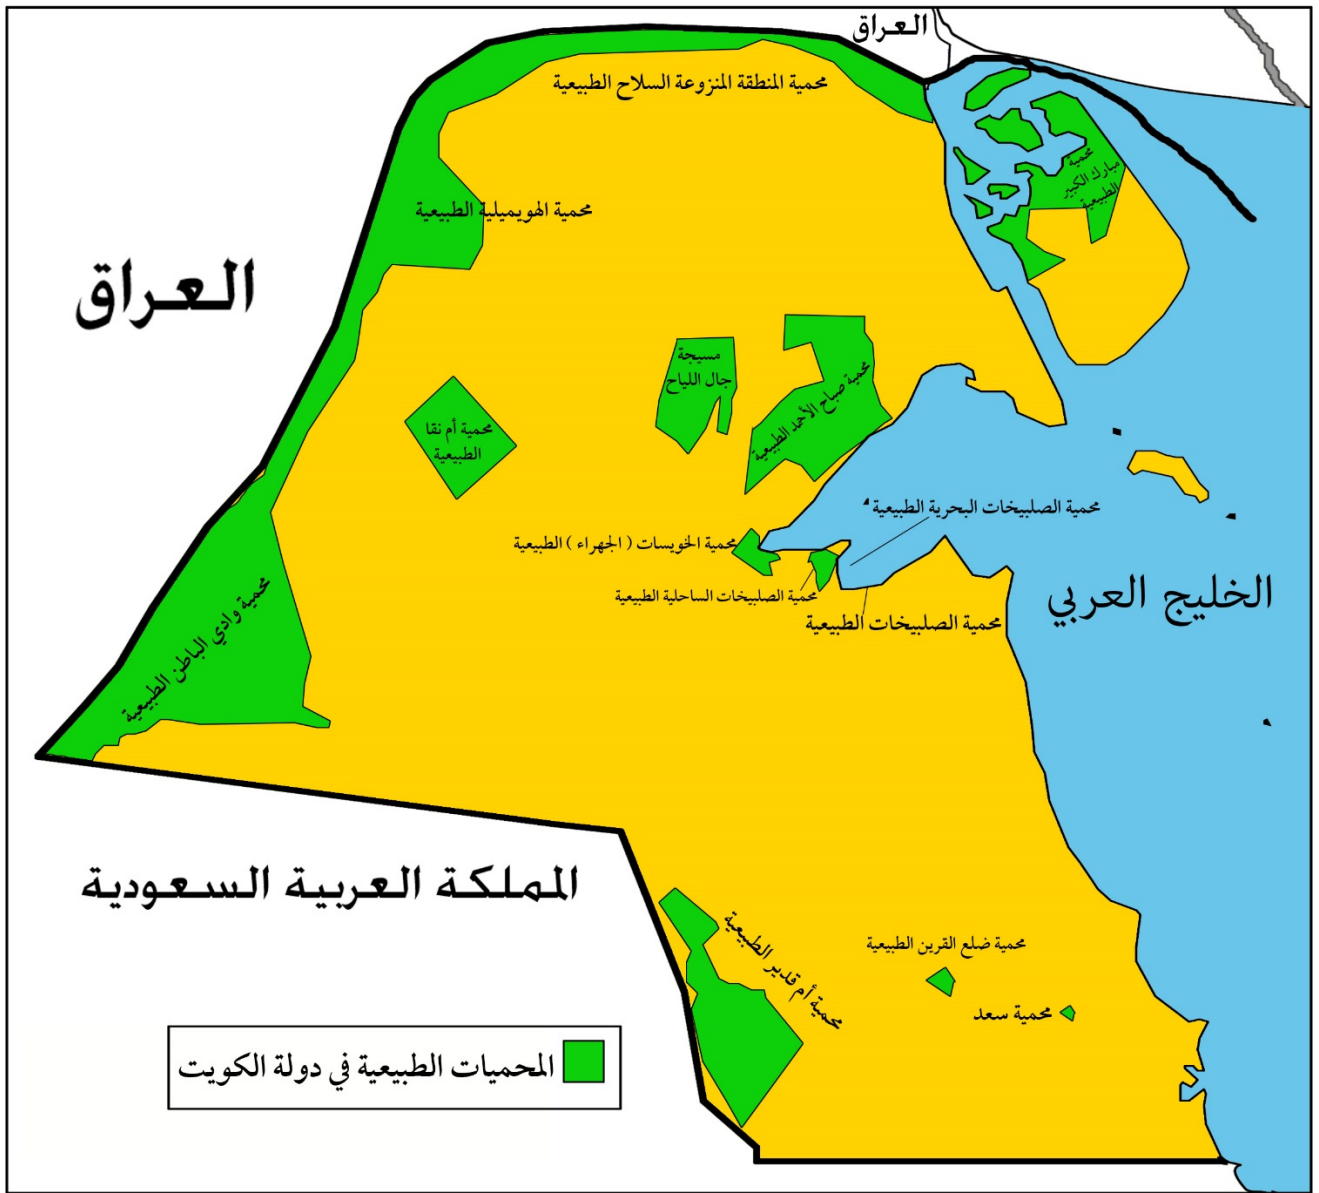 العراق
محمية المنطقة المنزوعة السلاح الطبيعية
محمية
مبارك الكبير
الطبيعية
محمية الهويميلية الطبيعية
العراق
مسيجة
جال اللياح
محمية صباح الأحمد الطبيعية
محمية أم نقا
الطبيعية
محمية الصليبخات البحرية الطبيعية
محمية الخويسات ( الجهراء ) الطبيعية
محمية الصلبيخات الساحلية الطبيعية
محمية الصلبيخات الطبيعية
الخليج العربي
محمية وادي الباطن الطبيعية
المملكة العربية السعودية
محمية أم قدير الطبيعية
محمية ضلع القرين الطبيعية
محمية سعد
المحميات الطبيعية في دولة الكويت